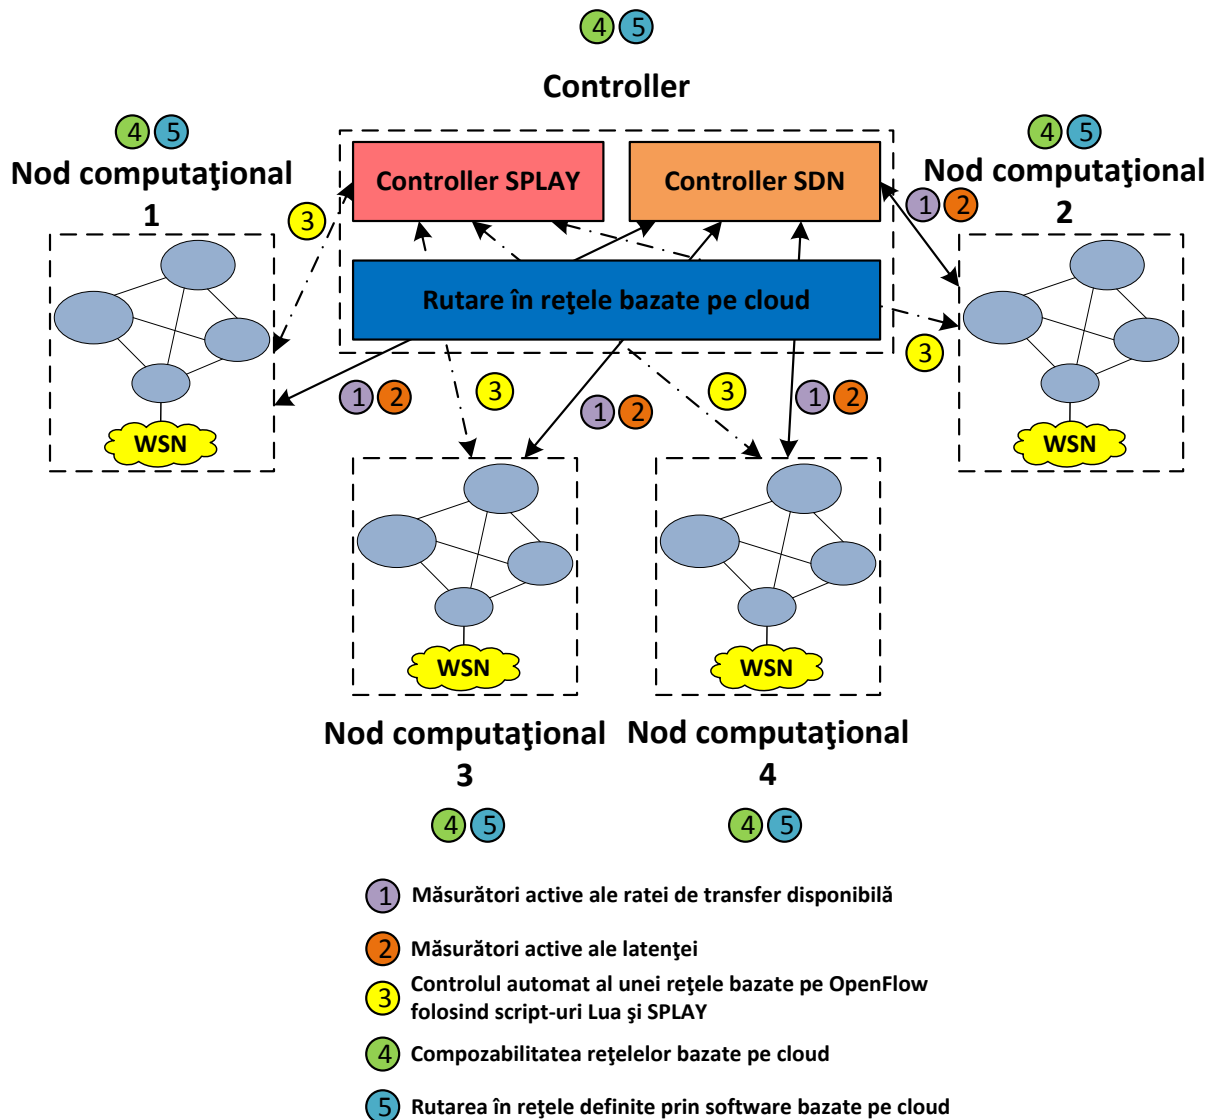 4 5
Controller
4 5
Nod computaţional
1
4 5
Nod computaţional
2
Controller SPLAY
Controller SDN
3
1 2
Rutare în reţele bazate pe cloud
3
1 2
3
1 2
3
1 2
WSN
WSN
WSN
WSN
Nod computaţional
3
Nod computaţional
4
4 5
4 5
1 Măsurători active ale ratei de transfer disponibilă
2 Măsurători active ale latenţei
3 Controlul automat al unei reţele bazate pe OpenFlow
folosind script-uri Lua şi SPLAY
4 Compozabilitatea reţelelor bazate pe cloud
5 Rutarea în reţele definite prin software bazate pe cloud